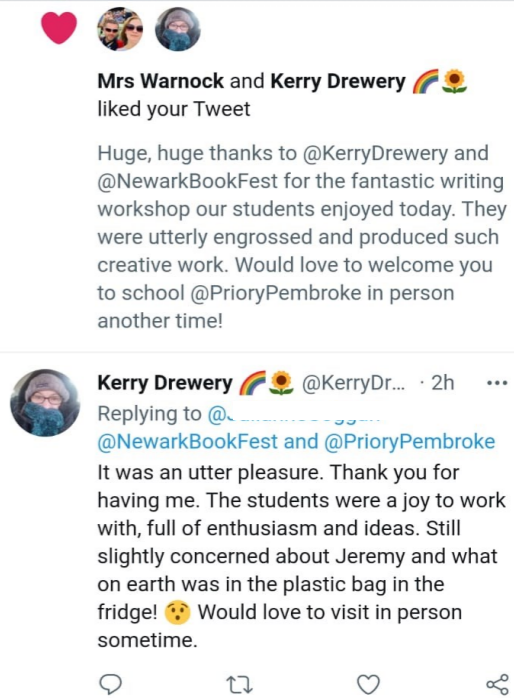 Mrs Warnock and Kerry Drewery 🌈🌻
liked your Tweet
Huge, huge thanks to @KerryDrewery and
@NewarkBookFest for the fantastic writing
workshop our students enjoyed today. They
were utterly engrossed and produced such
creative work. Would love to welcome you
to school @PrioryPembroke in person
another time!
Kerry Drewery 🌈🌻 @KerryDr... · 2h
Replying to
@NewarkBookFest and @PrioryPembroke
It was an utter pleasure. Thank you for
having me. The students were a joy to work
with, full of enthusiasm and ideas. Still
slightly concerned about Jeremy and what
on earth was in the plastic bag in the
fridge! 😯 Would love to visit in person
sometime.